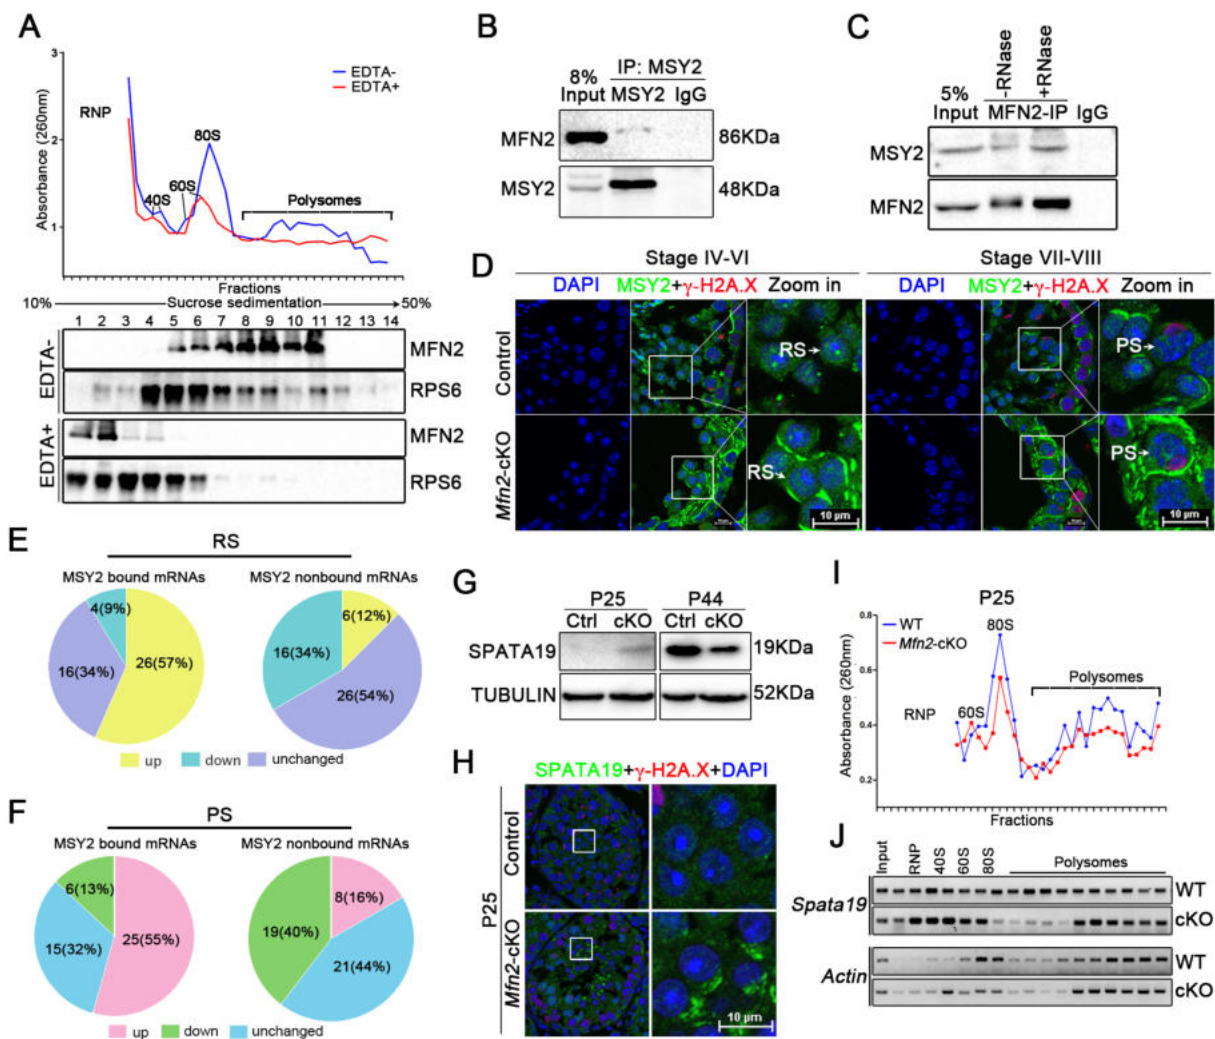 A
3
2
1
Absorbance (260nm)
EDTA-
EDTA+
RNP
80S
60S
40S
Polysomes
Fractions
10% Sucrose sedimentation 50%
1 2 3 4 5 6 7 8 9 10 11 12 13 14
EDTA-
MFN2
RPS6
EDTA+
MFN2
RPS6
B
IP: MSY2
8%
Input MSY2 IgG
MFN2 86KDa
MSY2 48KDa
C
-RNase
+RNase
5%
Input MFN2-IP IgG
MSY2
MFN2
D
Stage IV-VI Stage VII-VIII
DAPI MSY2+γ-H2A.X Zoom in DAPI MSY2+γ-H2A.X Zoom in
Control
RS
PS
Mfn2-cKO
RS
PS
10 μm
10 μm
E
RS
MSY2 bound mRNAs MSY2 nonbound mRNAs
4(9%)
16(34%)
26(57%)
6(12%)
16(34%)
26(54%)
up down unchanged
F
PS
MSY2 bound mRNAs MSY2 nonbound mRNAs
6(13%)
15(32%)
25(55%)
8(16%)
19(40%)
21(44%)
up down unchanged
G
P25 P44
Ctrl cKO Ctrl cKO
SPATA19 19KDa
TUBULIN 52KDa
H
SPATA19+γ-H2A.X+DAPI
P25
Control
Mfn2-cKO
10 μm
I
P25
WT
Mfn2-cKO
0.8
0.6
0.4
0.2
Absorbance (260nm)
80S
60S
RNP
Polysomes
Fractions
J
Input RNP 40S 60S 80S Polysomes
Spata19
WT
cKO
Actin
WT
cKO